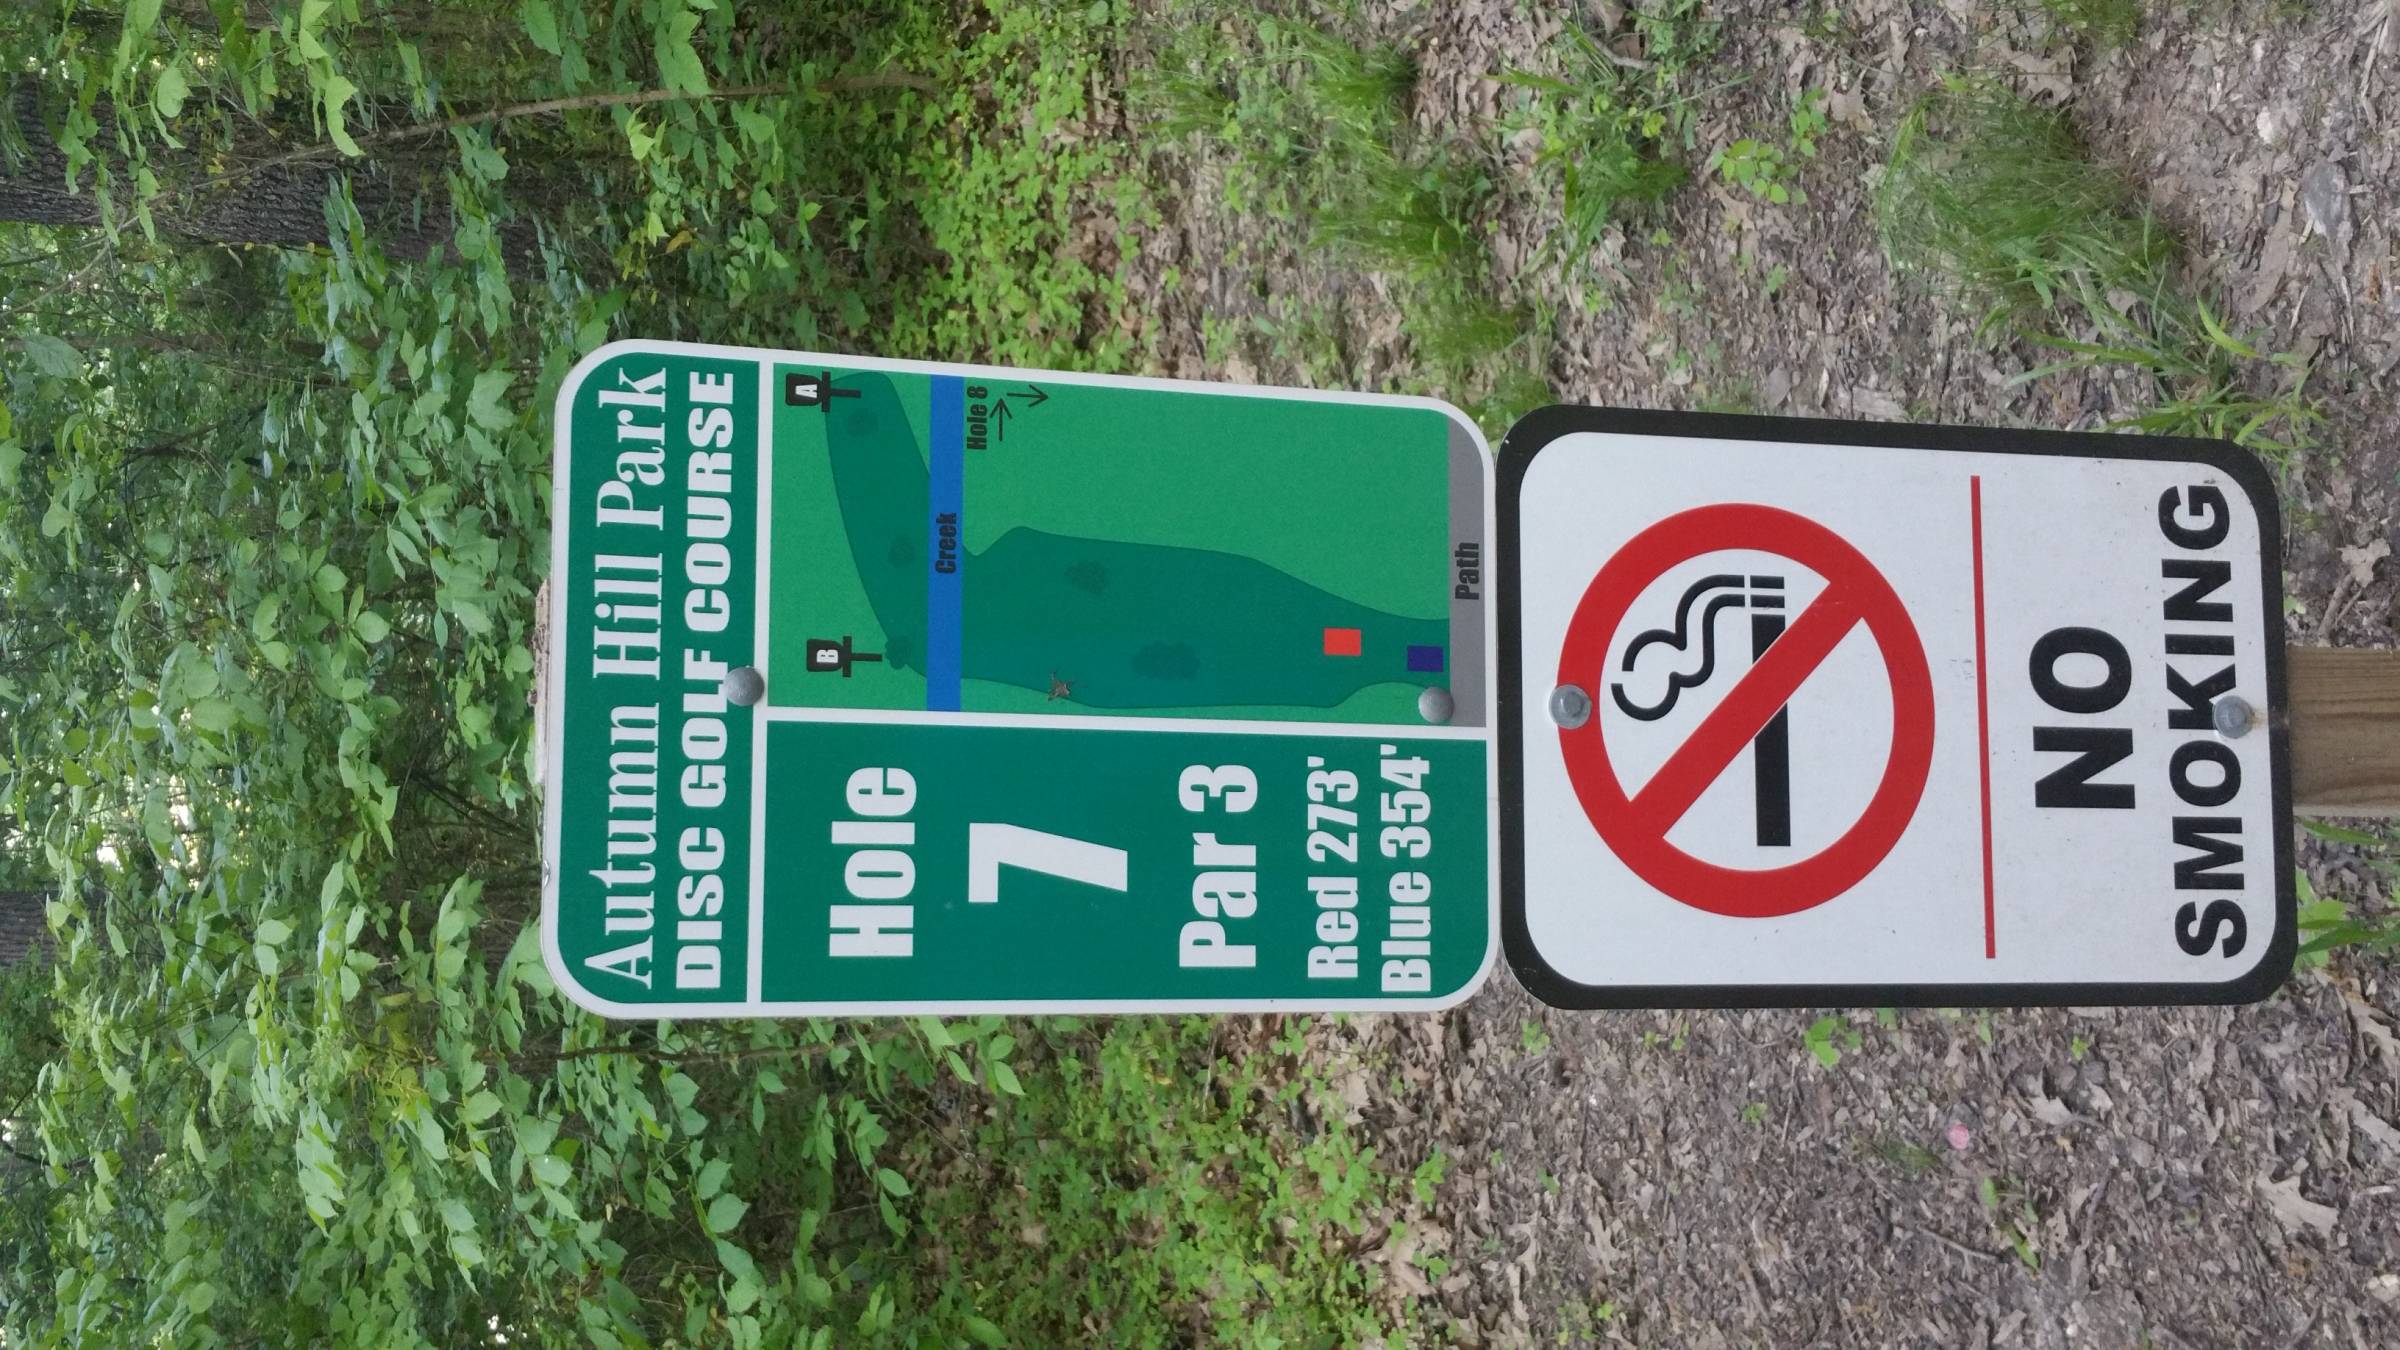 Autumn Hill Park
DISC GOLF COURSE
Hole
7
Par 3
Red 273'
Blue 354'
B
A
Creek
Hole 8
Path
NO
SMOKING